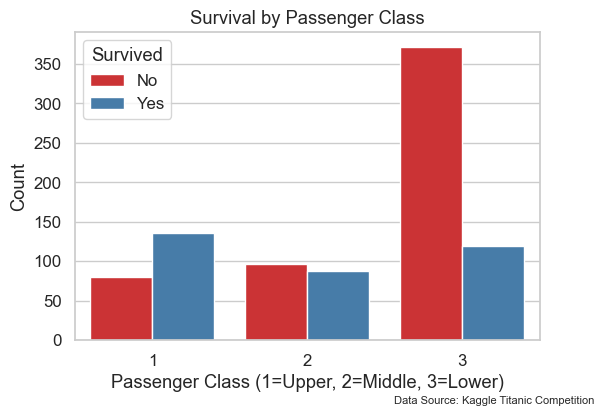 Survival by Passenger Class
Survived
No
Yes
350
300
250
200
150
100
50
0
Count
1
2
3
Passenger Class (1=Upper, 2=Middle, 3=Lower)
Data Source: Kaggle Titanic Competition